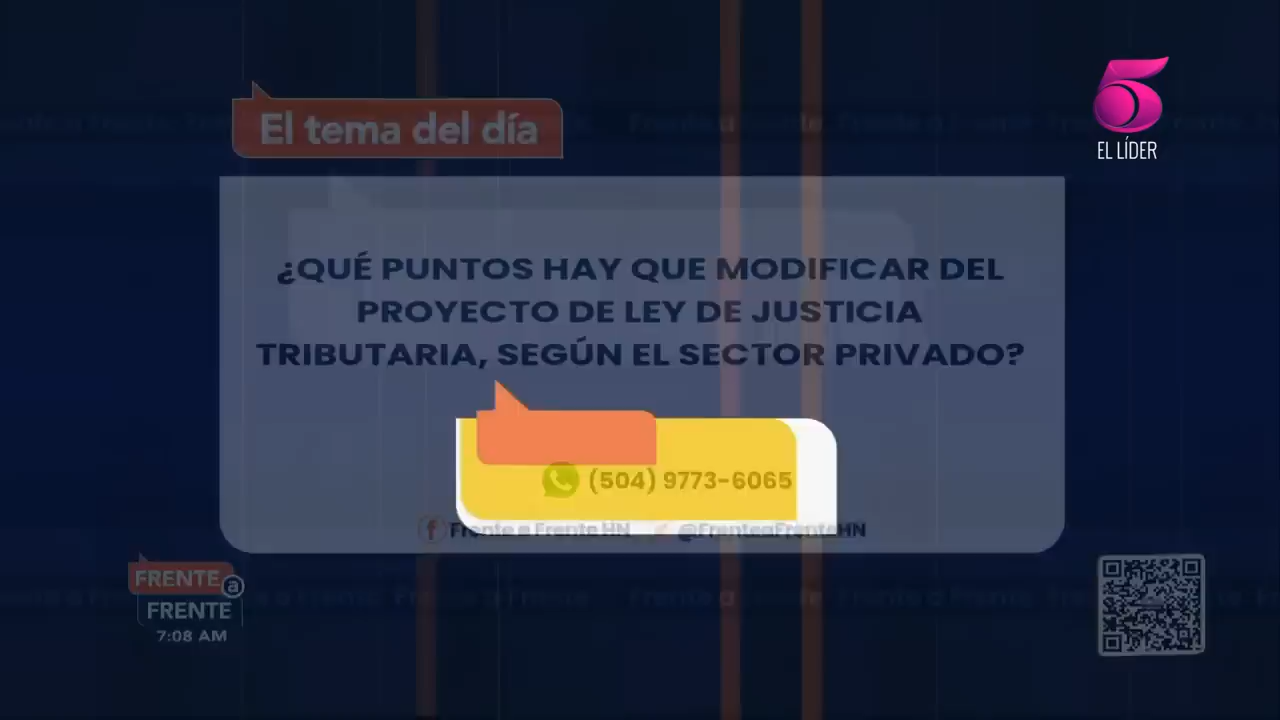 El tema del día
5
EL LÍDER
¿QUÉ PUNTOS HAY QUE MODIFICAR DEL
PROYECTO DE LEY DE JUSTICIA
TRIBUTARIA, SEGÚN EL SECTOR PRIVADO?
(504) 9773-6065
Frente a Frente HN @FrenteaFrenteHN
FRENTE a
FRENTE
7:08 AM